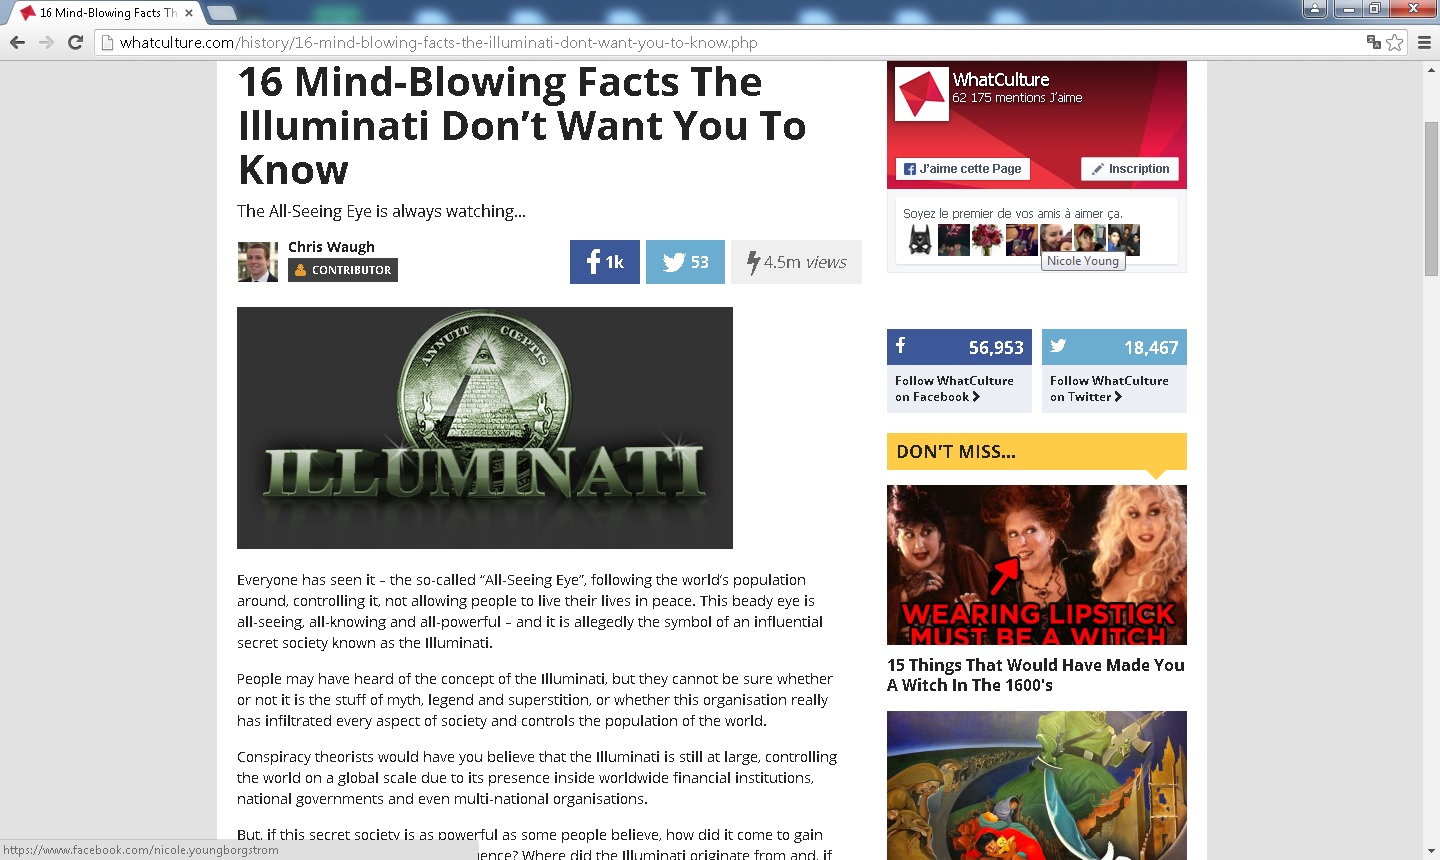 16 Mind-Blowing Facts Th
whatculture.com/history/16-mind-blowing-facts-the-illuminati-dont-want-you-to-know.php
16 Mind-Blowing Facts The
Illuminati Don't Want You To
Know
The All-Seeing Eye is always watching...
Chris Waugh
CONTRIBUTOR
1k
53
4.5m views
ANNUIT CŒPTIS
ILLUMINATI
Everyone has seen it – the so-called “All-Seeing Eye”, following the world’s population
around, controlling it, not allowing people to live their lives in peace. This beady eye is
all-seeing, all-knowing and all-powerful – and it is allegedly the symbol of an influential
secret society known as the Illuminati.
People may have heard of the concept of the Illuminati, but they cannot be sure whether
or not it is the stuff of myth, legend and superstition, or whether this organisation really
has infiltrated every aspect of society and controls the population of the world.
Conspiracy theorists would have you believe that the Illuminati is still at large, controlling
the world on a global scale due to its presence inside worldwide financial institutions,
national governments and even multi-national organisations.
But, if this secret society is as powerful as some people believe, how did it come to gain
uence? Where did the Illuminati originate from and, if
https://www.facebook.com/nicole.youngborgstrom
WhatCulture
62 175 mentions J’aime
J’aime cette Page
Inscription
Soyez le premier de vos amis à aimer ça.
Nicole Young
56,953
Follow WhatCulture
on Facebook
18,467
Follow WhatCulture
on Twitter
DON'T MISS...
WEARING LIPSTICK
MUST BE A WITCH
15 Things That Would Have Made You
A Witch In The 1600's